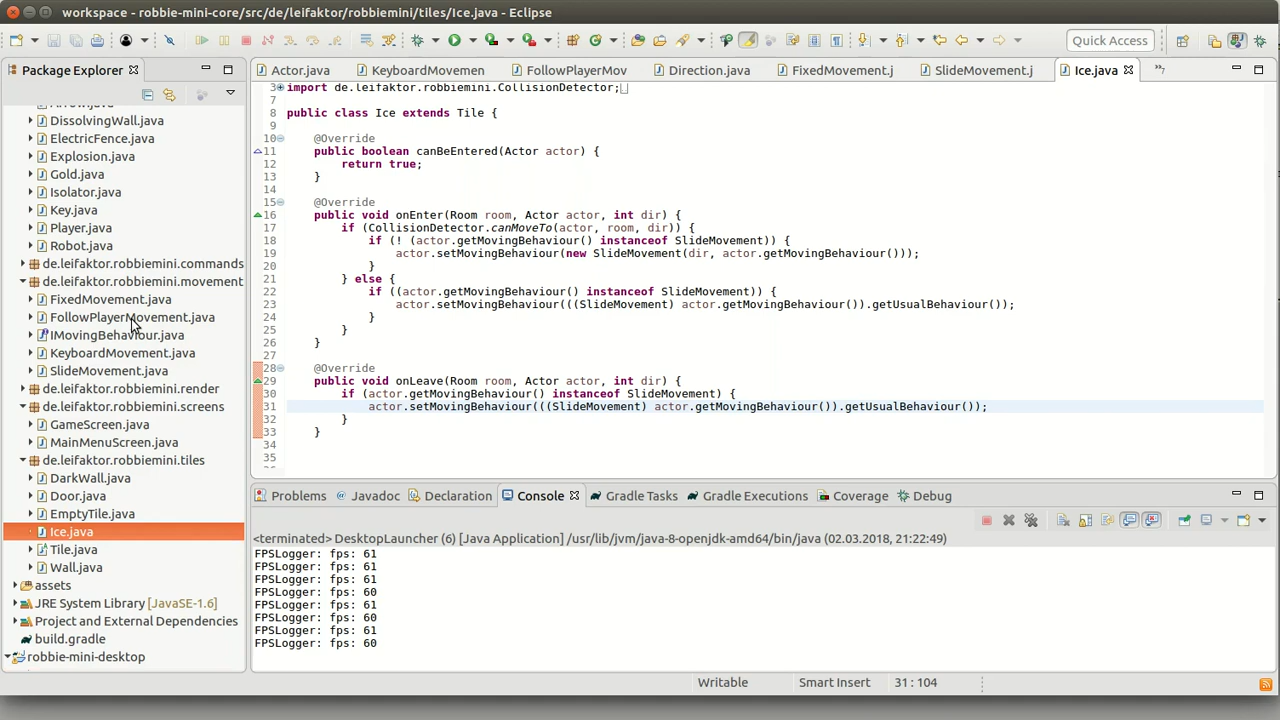 workspace - robbie-mini-core/src/de/leifaktor/robbiemini/tiles/Ice.java - Eclipse
Quick Access
Package Explorer
Actor.java
KeyboardMovemen
FollowPlayerMov
Direction.java
FixedMovement.j
SlideMovement.j
Ice.java
Arrow.java
DissolvingWall.java
ElectricFence.java
Explosion.java
Gold.java
Isolator.java
Key.java
Player.java
Robot.java
de.leifaktor.robbiemini.commands
de.leifaktor.robbiemini.movement
FixedMovement.java
FollowPlayerMovement.java
IMovingBehaviour.java
KeyboardMovement.java
SlideMovement.java
de.leifaktor.robbiemini.render
de.leifaktor.robbiemini.screens
GameScreen.java
MainMenuScreen.java
de.leifaktor.robbiemini.tiles
DarkWall.java
Door.java
EmptyTile.java
Ice.java
Tile.java
Wall.java
assets
JRE System Library [JavaSE-1.6]
Project and External Dependencies
build.gradle
robbie-mini-desktop
3 import de.leifaktor.robbiemini.CollisionDetector;
7
8 public class Ice extends Tile {
9
10 @Override
11 public boolean canBeEntered(Actor actor) {
12 return true;
13 }
14
15 @Override
16 public void onEnter(Room room, Actor actor, int dir) {
17 if (CollisionDetector.canMoveTo(actor, room, dir)) {
18 if (! (actor.getMovingBehaviour() instanceof SlideMovement)) {
19 actor.setMovingBehaviour(new SlideMovement(dir, actor.getMovingBehaviour()));
20 }
21 } else {
22 if ((actor.getMovingBehaviour() instanceof SlideMovement)) {
23 actor.setMovingBehaviour(((SlideMovement) actor.getMovingBehaviour()).getUsualBehaviour());
24 }
25 }
26 }
27
28 @Override
29 public void onLeave(Room room, Actor actor, int dir) {
30 if (actor.getMovingBehaviour() instanceof SlideMovement) {
31 actor.setMovingBehaviour(((SlideMovement) actor.getMovingBehaviour()).getUsualBehaviour());
32 }
33 }
34
35
Problems
Javadoc
Declaration
Console
Gradle Tasks
Gradle Executions
Coverage
Debug
<terminated> DesktopLauncher (6) [Java Application] /usr/lib/jvm/java-8-openjdk-amd64/bin/java (02.03.2018, 21:22:49)
FPSLogger: fps: 61
FPSLogger: fps: 61
FPSLogger: fps: 61
FPSLogger: fps: 60
FPSLogger: fps: 61
FPSLogger: fps: 60
FPSLogger: fps: 61
FPSLogger: fps: 60
Writable
Smart Insert
31 : 104